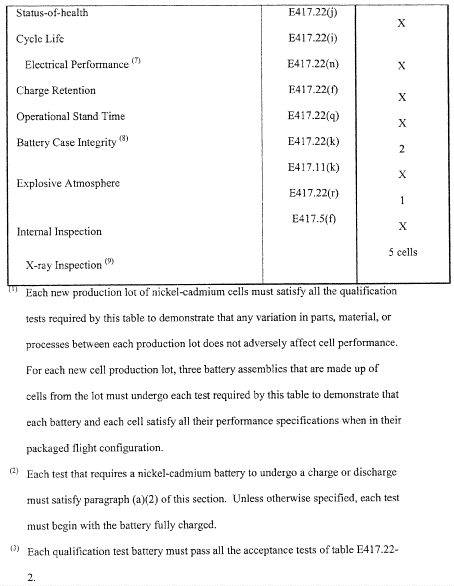 Status-of-health E417.22(j) X
Cycle Life E417.22(i)
Electrical Performance (7) E417.22(n) X
Charge Retention E417.22(f) X
Operational Stand Time E417.22(q) X
Battery Case Integrity (8) E417.22(k) 2
E417.11(k) X
Explosive Atmosphere
E417.22(r) 1
E417.5(f) X
Internal Inspection
5 cells
X-ray Inspection (9)
(1) Each new production lot of nickel-cadmium cells must satisfy all the qualification
tests required by this table to demonstrate that any variation in parts, material, or
processes between each production lot does not adversely affect cell performance.
For each new cell production lot, three battery assemblies that are made up of
cells from the lot must undergo each test required by this table to demonstrate that
each battery and each cell satisfy all their performance specifications when in their
packaged flight configuration.
(2) Each test that requires a nickel-cadmium battery to undergo a charge or discharge
must satisfy paragraph (a)(2) of this section. Unless otherwise specified, each test
must begin with the battery fully charged.
(3) Each qualification test battery must pass all the acceptance tests of table E417.22-
2.